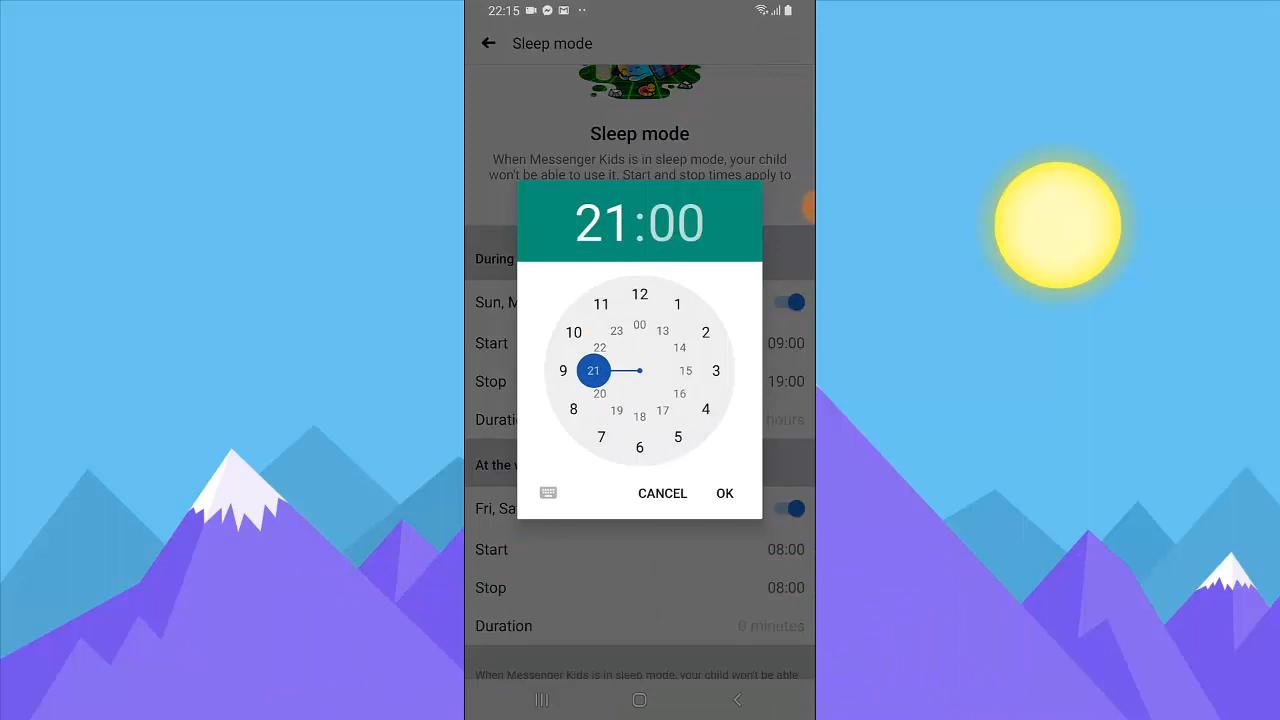 22:15
Sleep mode
Sleep mode
When Messenger Kids is in sleep mode, your child
won't be able to use it. Start and stop times apply to
21:00
During
Sun, M
Start 09:00
Stop 19:00
Durati hours
At the w
Fri, Sa
Start 08:00
Stop 08:00
Duration 0 minutes
12
11 1
00
23 13
10 2
22 14
9 21 15 3
20 16
8 4
19 17
18
7 5
6
CANCEL OK
When Messenger Kids is in sleep mode, your child won't be able